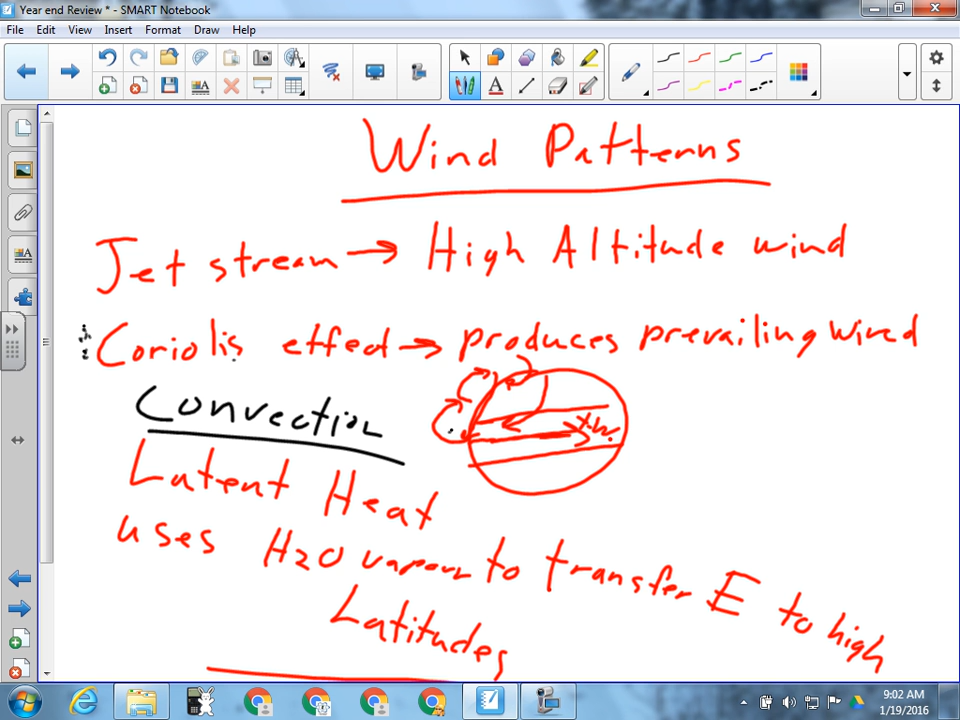 Year end Review * - SMART Notebook
File Edit View Insert Format Draw Help
Wind Patterns
Jet stream → High Altitude wind
Coriolis effect → produces prevailing wind
Convection
Latent Heat
uses H2O vapour to transfer E to high
Latitudes
9:02 AM
1/19/2016